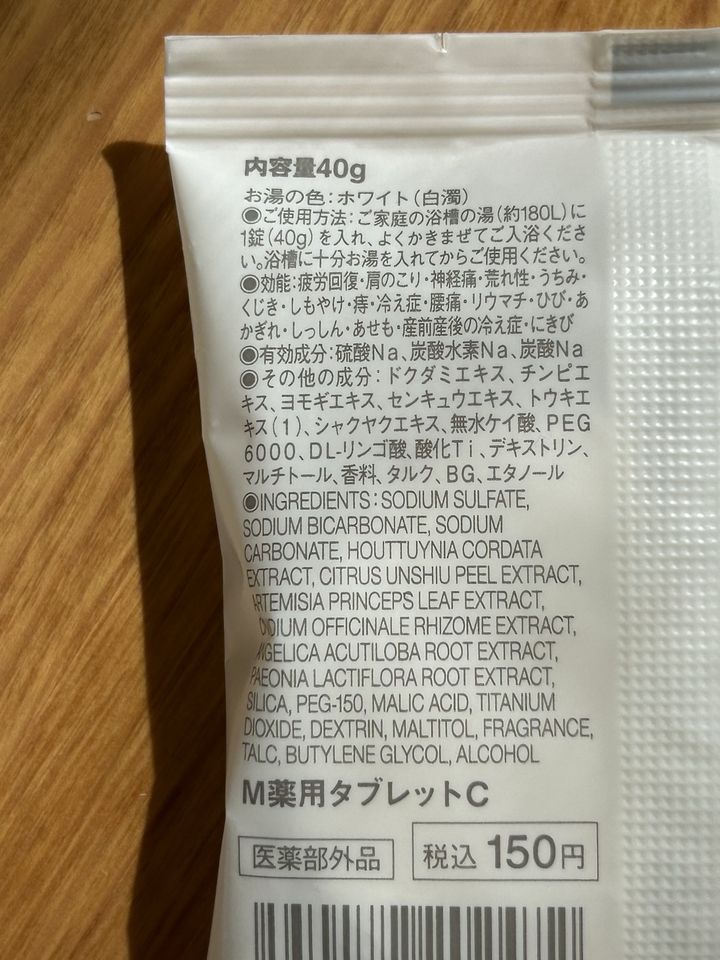 内容量40g
お湯の色：ホワイト（白濁）
◉ご使用方法：ご家庭の浴槽の湯（約180L）に
1錠（40g）を入れ、よくかきまぜてご入浴くださ
い。浴槽に十分お湯を入れてからご使用ください。
◉効能：疲労回復・肩のこり・神経痛・荒れ性・うちみ・
くじき・しもやけ・痔・冷え症・腰痛・リウマチ・ひび・あ
かぎれ・しっしん・あせも・産前産後の冷え症・にきび
◉有効成分：硫酸Na、炭酸水素Na、炭酸Na
◉その他の成分：ドクダミエキス、チンピエ
キス、ヨモギエキス、センキュウエキス、トウキエ
キス（1）、シャクヤクエキス、無水ケイ酸、PEG
6000、DL-リンゴ酸、酸化Ti、デキストリン、
マルチトール、香料、タルク、BG、エタノール
◉INGREDIENTS：SODIUM SULFATE,
SODIUM BICARBONATE, SODIUM
CARBONATE, HOUTTUYNIA CORDATA
EXTRACT, CITRUS UNSHIU PEEL EXTRACT,
ARTEMISIA PRINCEPS LEAF EXTRACT,
CNIDIUM OFFICINALE RHIZOME EXTRACT,
ANGELICA ACUTILOBA ROOT EXTRACT,
PAEONIA LACTIFLORA ROOT EXTRACT,
SILICA, PEG-150, MALIC ACID, TITANIUM
DIOXIDE, DEXTRIN, MALTITOL, FRAGRANCE,
TALC, BUTYLENE GLYCOL, ALCOHOL
M薬用タブレットC
医薬部外品
税込 150円